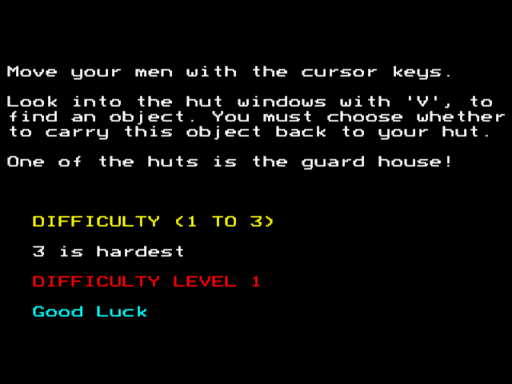 Move your men with the cursor keys.
Look into the hut windows with 'V', to
find an object. You must choose whether
to carry this object back to your hut.
One of the huts is the guard house!
DIFFICULTY (1 TO 3)
3 is hardest
DIFFICULTY LEVEL 1
Good Luck